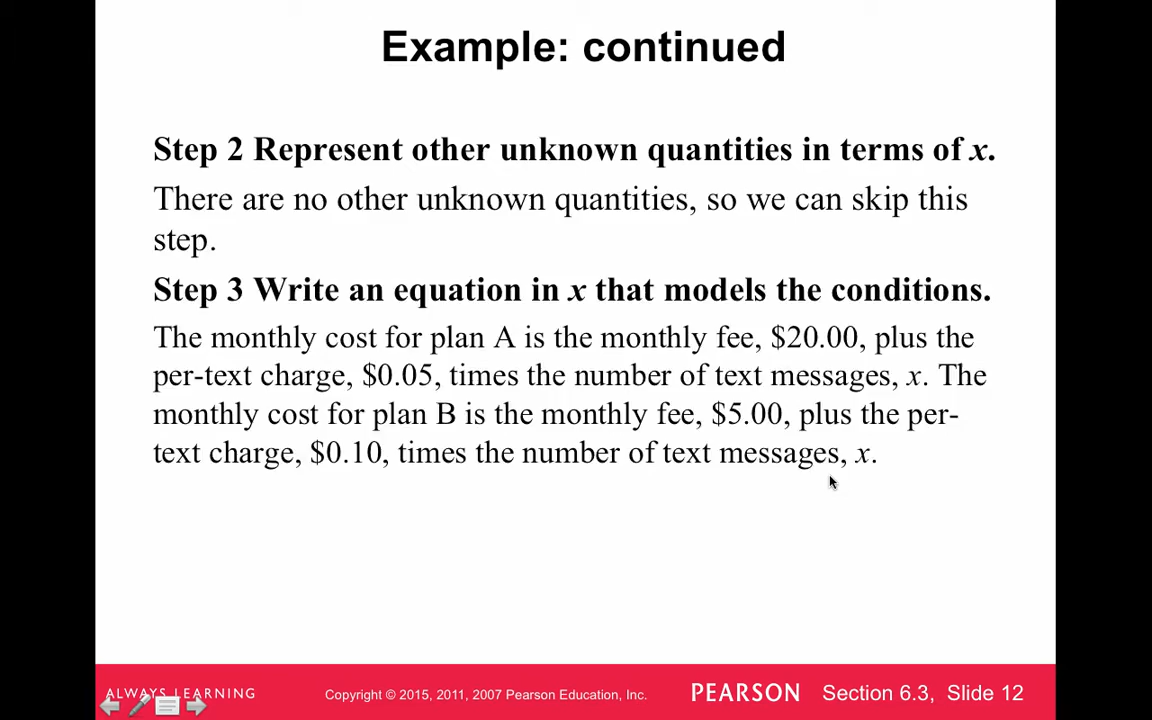 Example: continued
Step 2 Represent other unknown quantities in terms of x.
There are no other unknown quantities, so we can skip this
step.
Step 3 Write an equation in x that models the conditions.
The monthly cost for plan A is the monthly fee, $20.00, plus the
per-text charge, $0.05, times the number of text messages, x. The
monthly cost for plan B is the monthly fee, $5.00, plus the per-
text charge, $0.10, times the number of text messages, x.
ALWAYS LEARNING
Copyright © 2015, 2011, 2007 Pearson Education, Inc.
PEARSON
Section 6.3, Slide 12